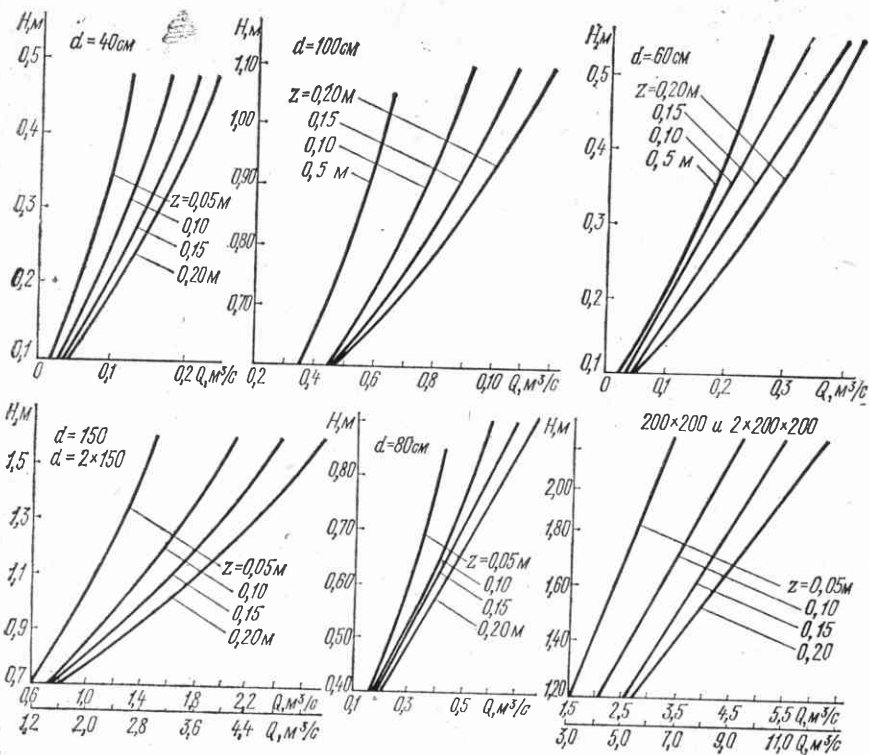 H,м
d=40см
0,5
0,4
0,3
0,2
0,1
z=0,05м
0,10
0,15
0,20м
0
0,1
0,2
Q,м³/с
H,м
d=100см
1,10
1,00
0,90
0,80
0,70
z=0,20м
0,15
0,10
0,5 м
0,2
0,4
0,6
0,8
0,10
Q,м³/с
H,м
d=60см
0,5
0,4
0,3
0,2
0,1
z=0,20м
0,15
0,10
0,5 м
0
0,1
0,2
0,3
Q,м³/с
H,м
d=150
d=2×150
1,5
1,3
1,1
0,9
0,7
z=0,05м
0,10
0,15
0,20м
0,6
1,0
1,4
1,8
2,2
Q,м³/с
1,2
2,0
2,8
3,6
4,4
Q,м³/с
H,м
d=80см
0,80
0,70
0,60
0,50
0,40
z=0,05м
0,10
0,15
0,20м
0,1
0,3
0,5
Q,м³/с
H,м
200×200 и 2×200×200
2,00
1,80
1,60
1,40
1,20
z=0,05м
0,10
0,15
0,20
1,5
2,5
3,5
4,5
5,5
Q,м³/с
3,0
5,0
7,0
9,0
11,0
Q,м³/с